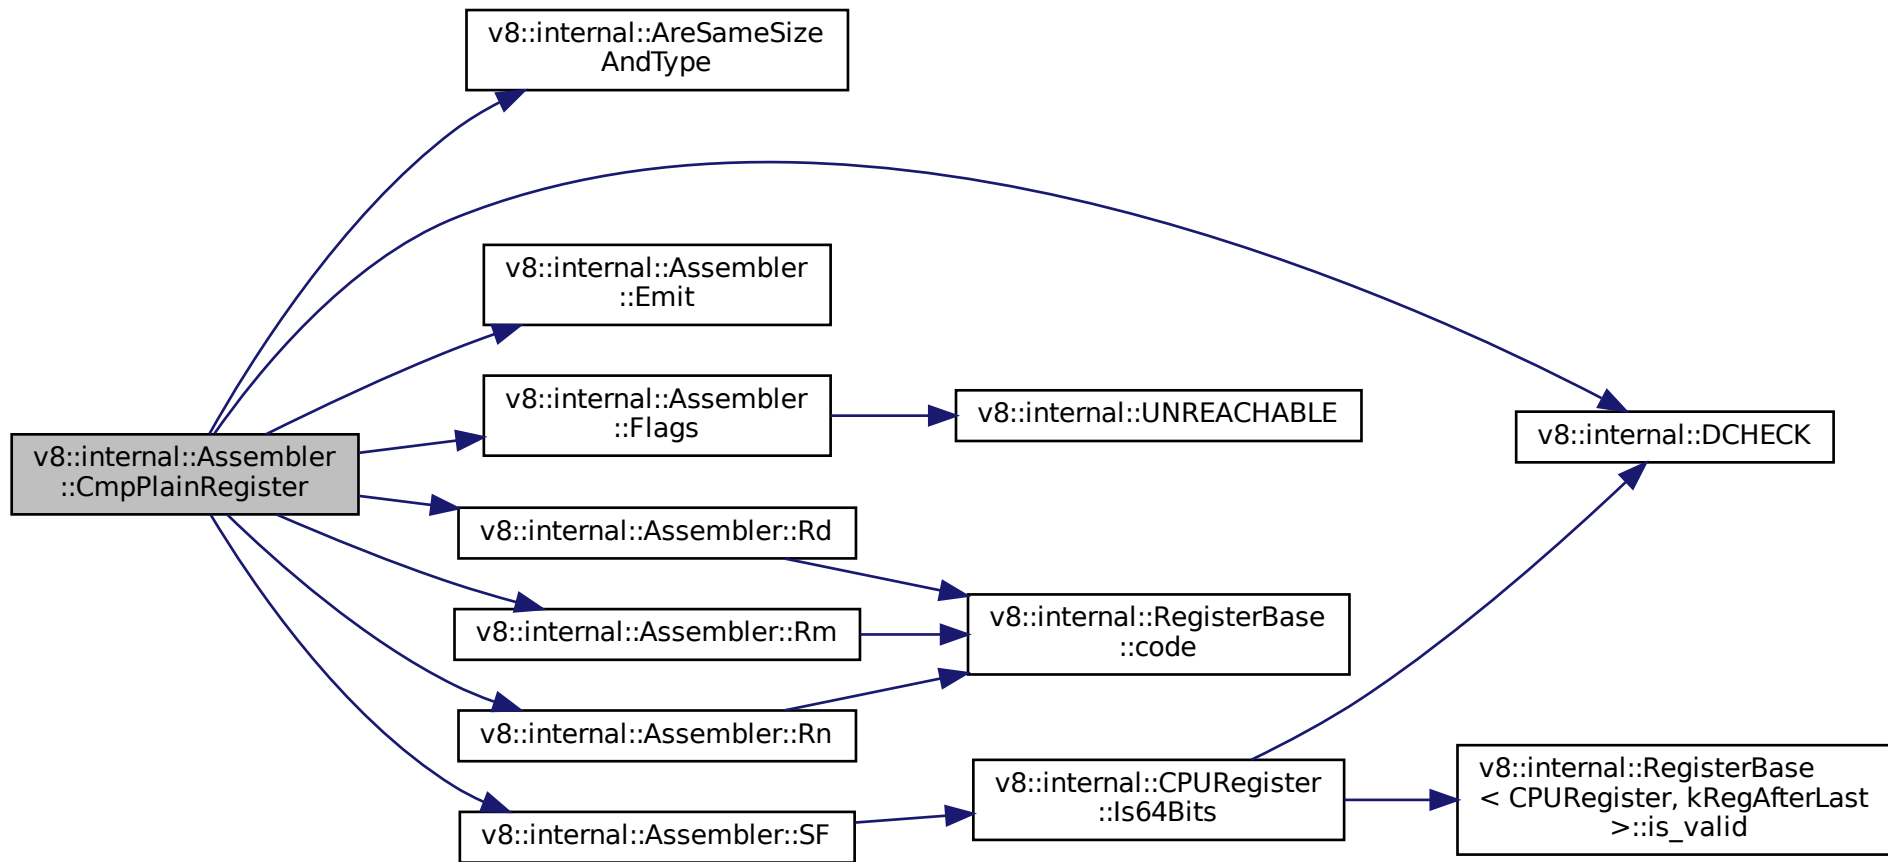 v8::internal::AreSameSize
AndType
v8::internal::Assembler
::Emit
v8::internal::Assembler
::Flags
v8::internal::UNREACHABLE
v8::internal::DCHECK
v8::internal::Assembler
::CmpPlainRegister
v8::internal::Assembler::Rd
v8::internal::Assembler::Rm
v8::internal::RegisterBase
::code
v8::internal::Assembler::Rn
v8::internal::CPURegister
::Is64Bits
v8::internal::RegisterBase
< CPURegister, kRegAfterLast
>::is_valid
v8::internal::Assembler::SF